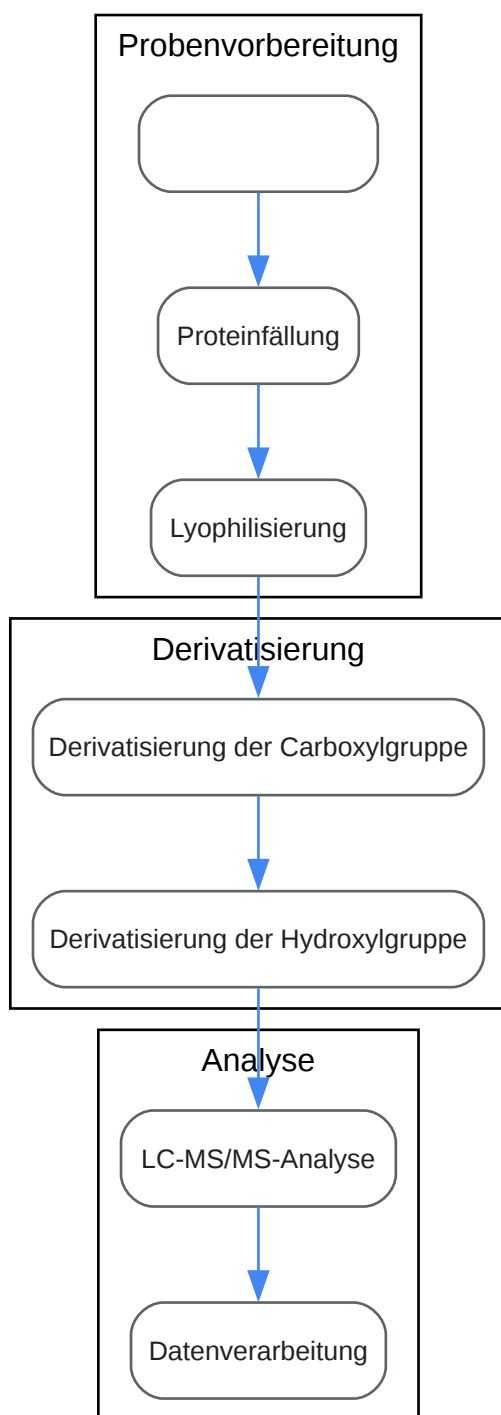 Probenvorbereitung
Proteinfällung
Lyophilisierung
Derivatisierung
Derivatisierung der Carboxylgruppe
Derivatisierung der Hydroxylgruppe
Analyse
LC-MS/MS-Analyse
Datenverarbeitung